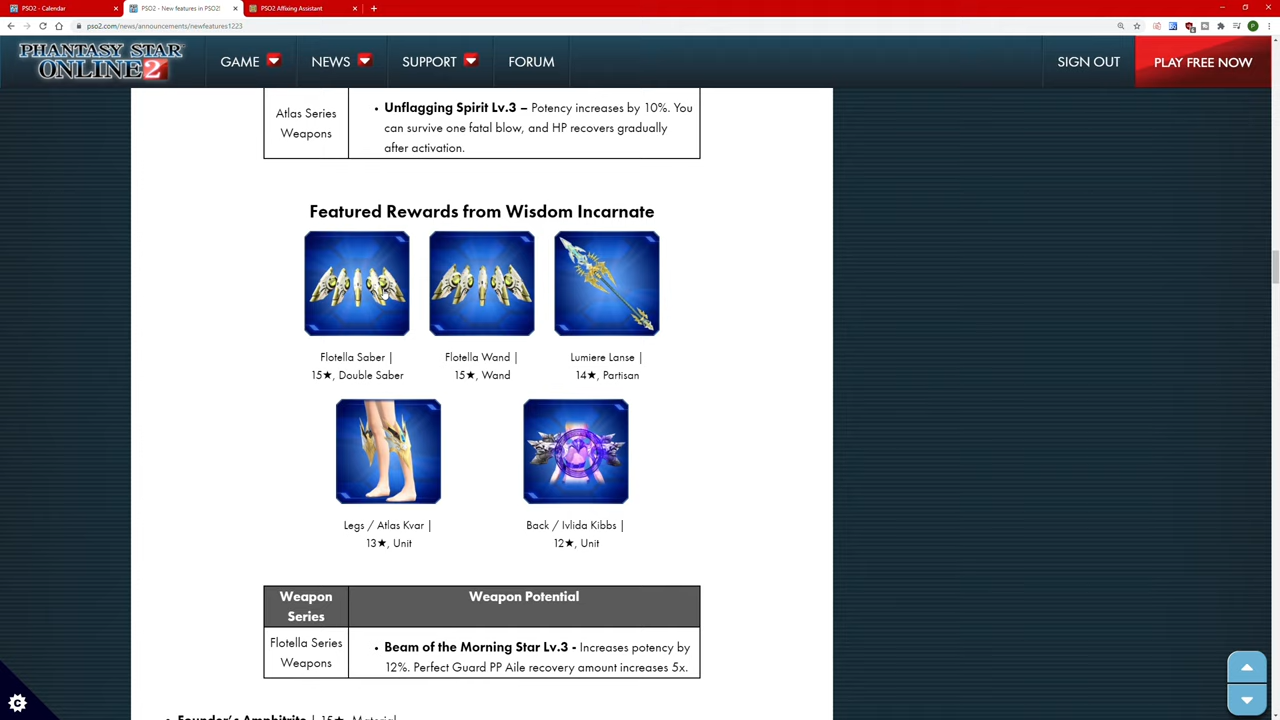 PSO2 - Calendar
PSO2 - New features in PSO2!
PSO2 Affixing Assistant
pso2.com/news/announcements/newfeatures1223
PHANTASY STAR
ONLINE 2
GAME
NEWS
SUPPORT
FORUM
SIGN OUT
PLAY FREE NOW
Atlas Series
Weapons
• Unflagging Spirit Lv.3 – Potency increases by 10%. You
can survive one fatal blow, and HP recovers gradually
after activation.
Featured Rewards from Wisdom Incarnate
Flotella Saber |
15★, Double Saber
Flotella Wand |
15★, Wand
Lumiere Lanse |
14★, Partisan
Legs / Atlas Kvar |
13★, Unit
Back / Ivlida Kibbs |
12★, Unit
Weapon
Series
Weapon Potential
Flotella Series
Weapons
• Beam of the Morning Star Lv.3 - Increases potency by
12%. Perfect Guard PP Aile recovery amount increases 5x.
• Founder's Amphitrite | 15★, Material